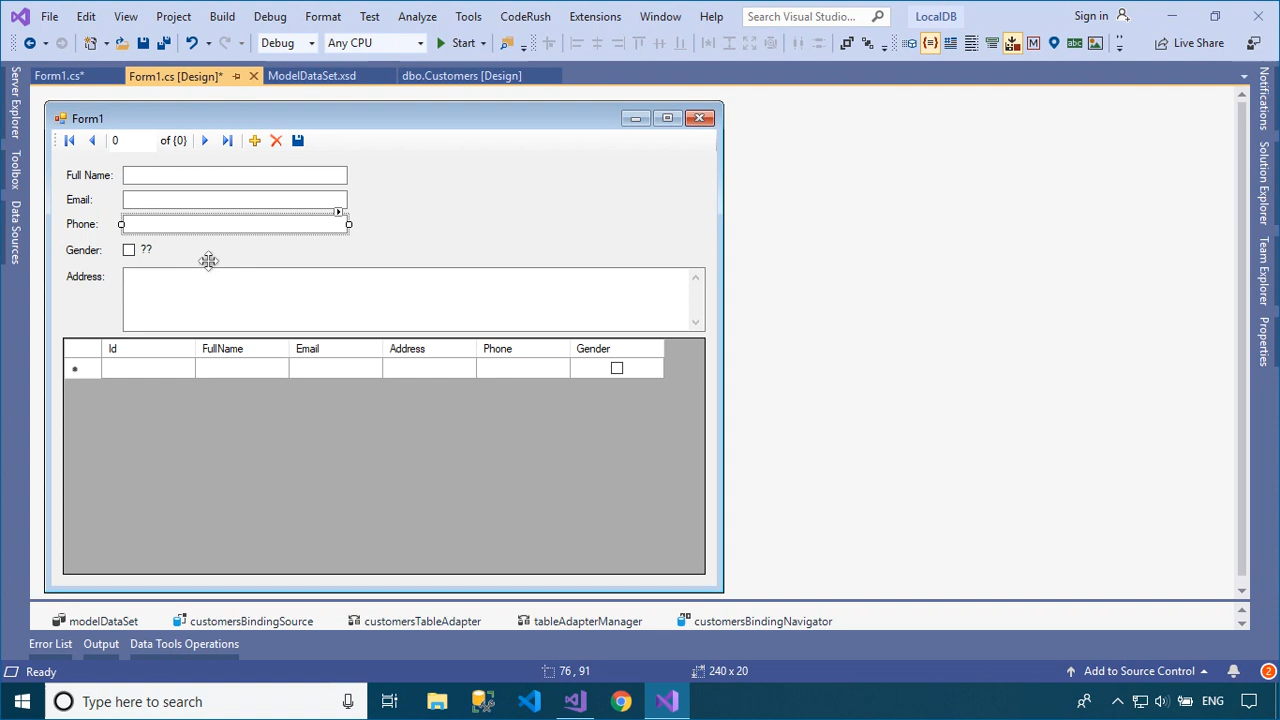 File Edit View Project Build Debug Format Test Analyze Tools CodeRush Extensions Window Help Search Visual Studio... LocalDB Sign in
Debug Any CPU Start Live Share
Form1.cs* Form1.cs [Design]* ModelDataSet.xsd dbo.Customers [Design]
Server Explorer
Toolbox
Data Sources
Form1
0 of {0}
Full Name:
Email:
Phone:
Gender: ??
Address:
Id FullName Email Address Phone Gender
modelDataSet customersBindingSource customersTableAdapter tableAdapterManager customersBindingNavigator
Notifications
Solution Explorer
Team Explorer
Properties
Error List Output Data Tools Operations
Ready 76 , 91 240 x 20 Add to Source Control 2
Type here to search ENG